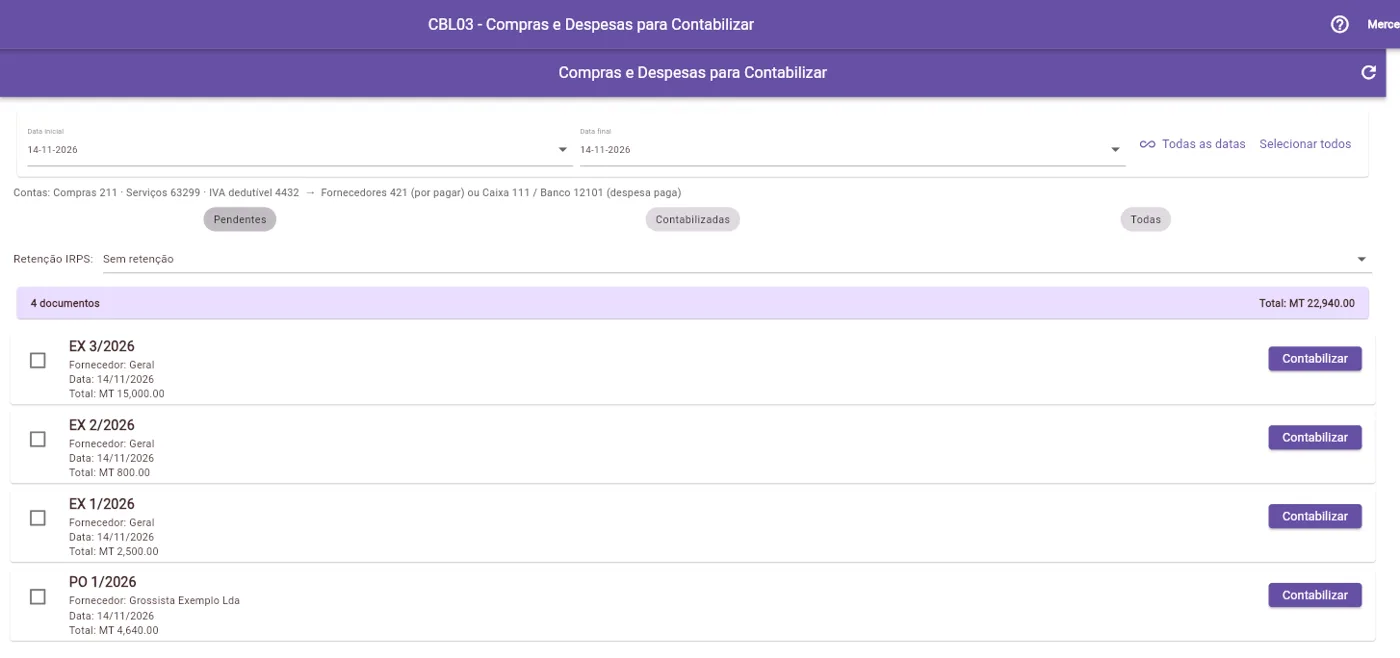 CBL03 - Compras e Despesas para Contabilizar
Merce
Compras e Despesas para Contabilizar
Data inicial
14-11-2026
Data final
14-11-2026
Todas as datas
Selecionar todos
Contas: Compras 211 · Serviços 63299 · IVA dedutível 4432 → Fornecedores 421 (por pagar) ou Caixa 111 / Banco 12101 (despesa paga)
Pendentes
Contabilizadas
Todas
Retenção IRPS: Sem retenção
4 documentos
Total: MT 22,940.00
EX 3/2026
Fornecedor: Geral
Data: 14/11/2026
Total: MT 15,000.00
Contabilizar
EX 2/2026
Fornecedor: Geral
Data: 14/11/2026
Total: MT 800.00
Contabilizar
EX 1/2026
Fornecedor: Geral
Data: 14/11/2026
Total: MT 2,500.00
Contabilizar
PO 1/2026
Fornecedor: Grossista Exemplo Lda
Data: 14/11/2026
Total: MT 4,640.00
Contabilizar